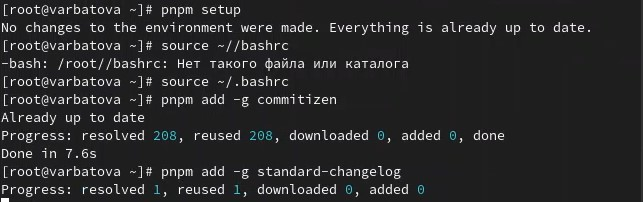 [root@varbatova ~]# pnpm setup
No changes to the environment were made. Everything is already up to date.
[root@varbatova ~]# source ~//bashrc
-bash: /root//bashrc: Нет такого файла или каталога
[root@varbatova ~]# source ~/.bashrc
[root@varbatova ~]# pnpm add -g commitizen
Already up to date
Progress: resolved 208, reused 208, downloaded 0, added 0, done
Done in 7.6s
[root@varbatova ~]# pnpm add -g standard-changelog
Progress: resolved 1, reused 1, downloaded 0, added 0